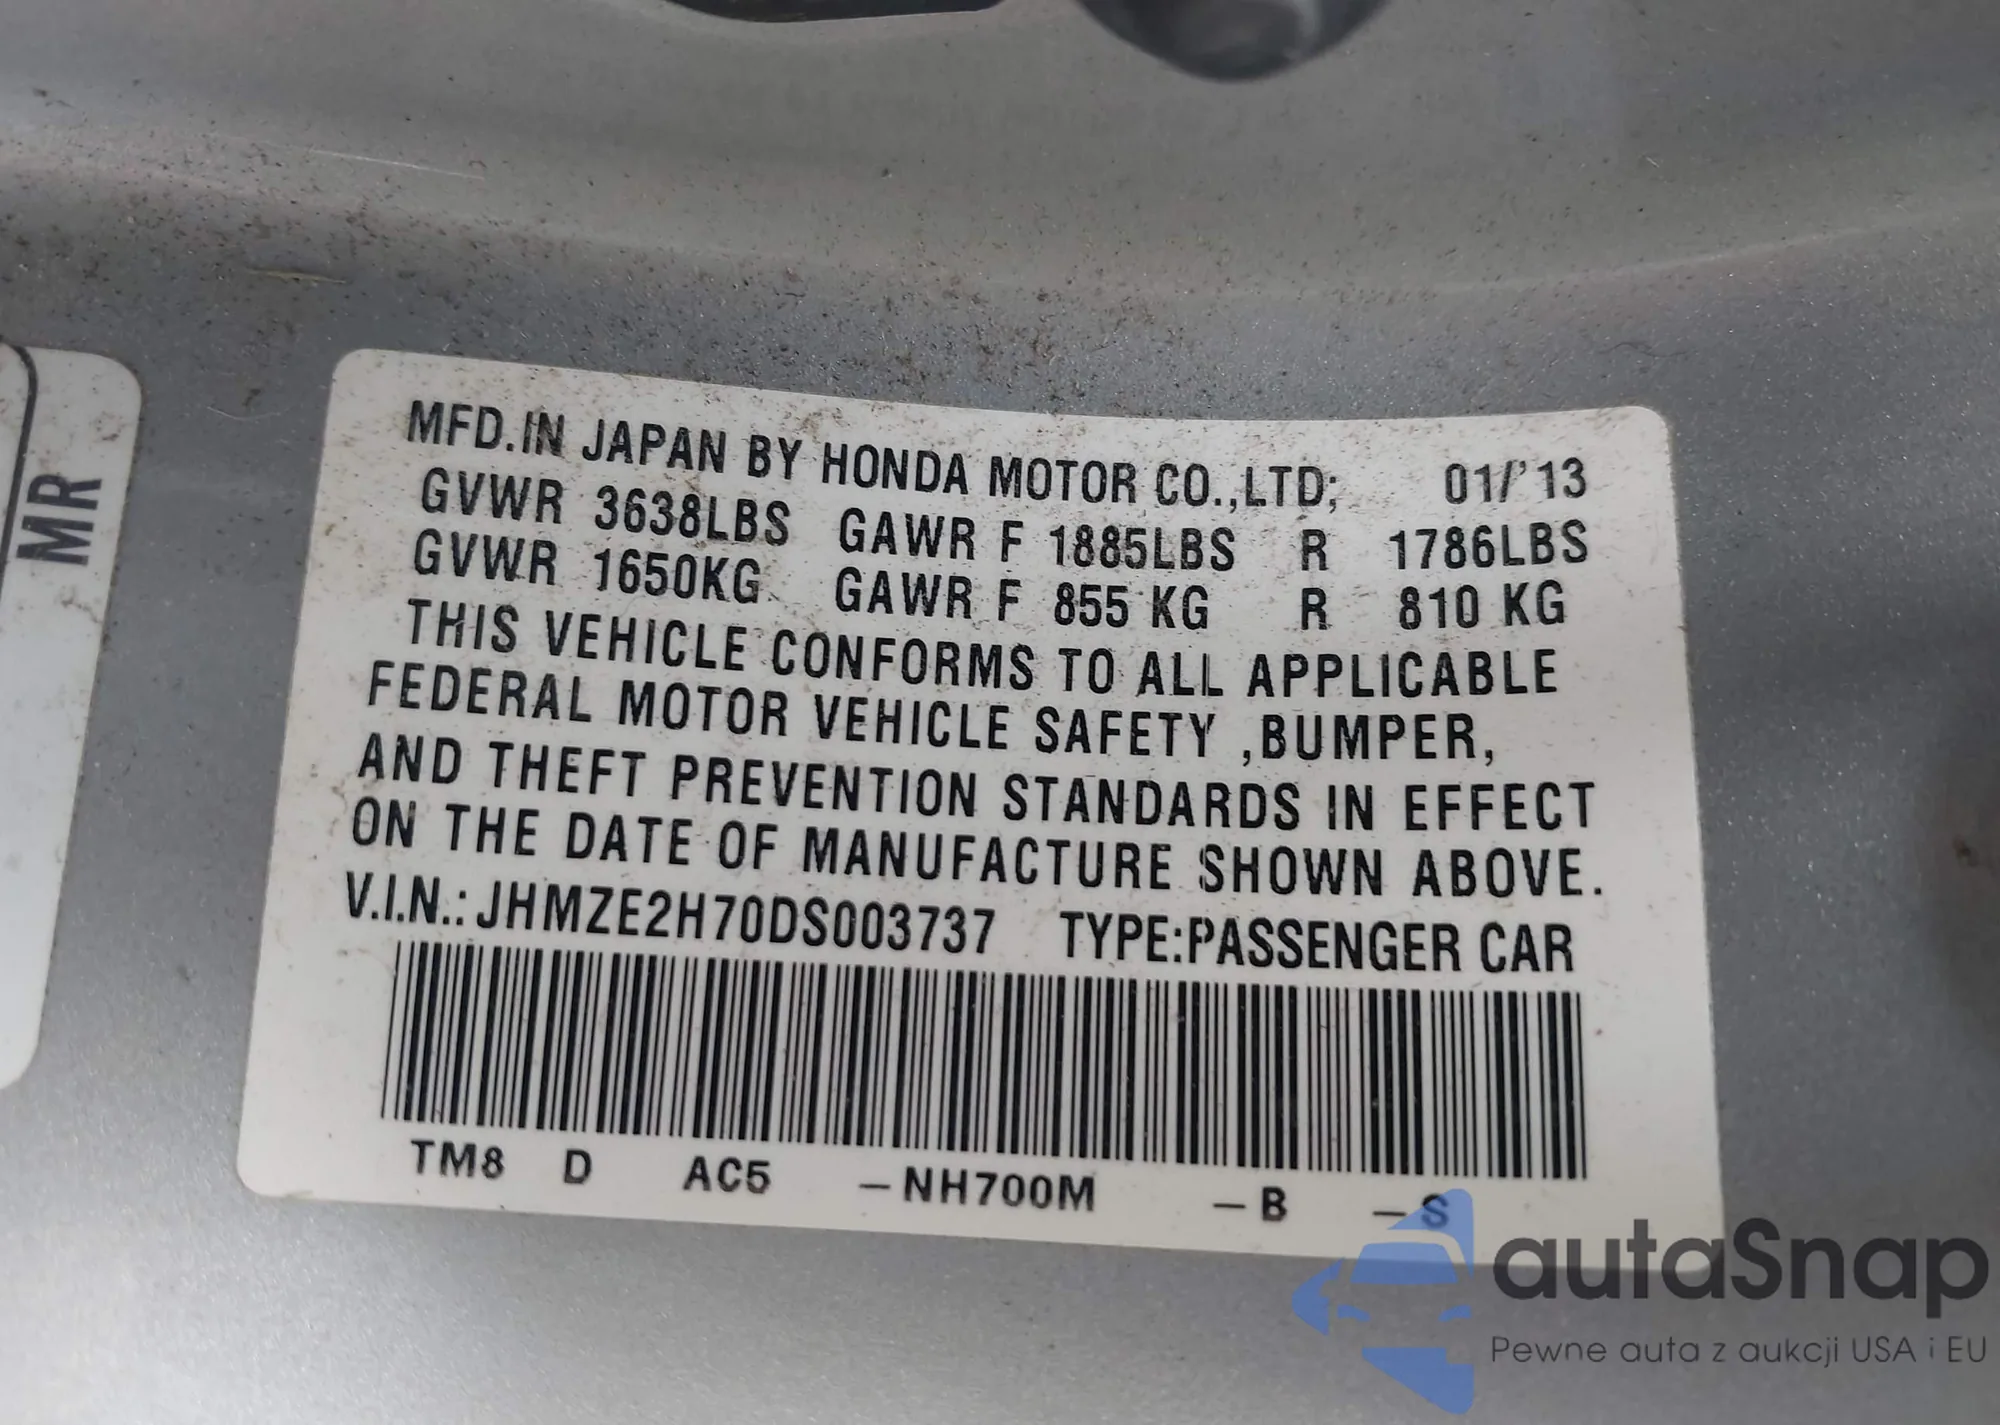 MR
MFD.IN JAPAN BY HONDA MOTOR CO.,LTD; 01/'13
GVWR 3638LBS GAWR F 1885LBS R 1786LBS
GVWR 1650KG GAWR F 855 KG R 810 KG
THIS VEHICLE CONFORMS TO ALL APPLICABLE
FEDERAL MOTOR VEHICLE SAFETY ,BUMPER,
AND THEFT PREVENTION STANDARDS IN EFFECT
ON THE DATE OF MANUFACTURE SHOWN ABOVE.
V.I.N.:JHMZE2H70DS003737 TYPE:PASSENGER CAR
TM8 D AC5 -NH700M -B -S
autaSnap
Pewne auta z aukcji USA i EU